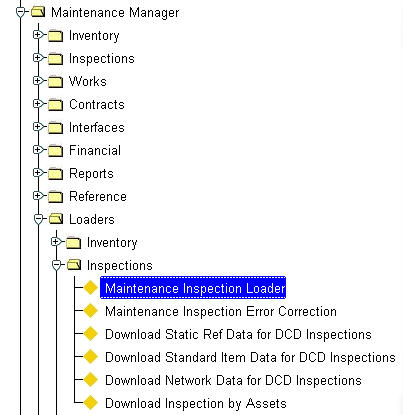 Maintenance Manager
Inventory
Inspections
Works
Contracts
Interfaces
Financial
Reports
Reference
Loaders
Inventory
Inspections
Maintenance Inspection Loader
Maintenance Inspection Error Correction
Download Static Ref Data for DCD Inspections
Download Standard Item Data for DCD Inspections
Download Network Data for DCD Inspections
Download Inspection by Assets